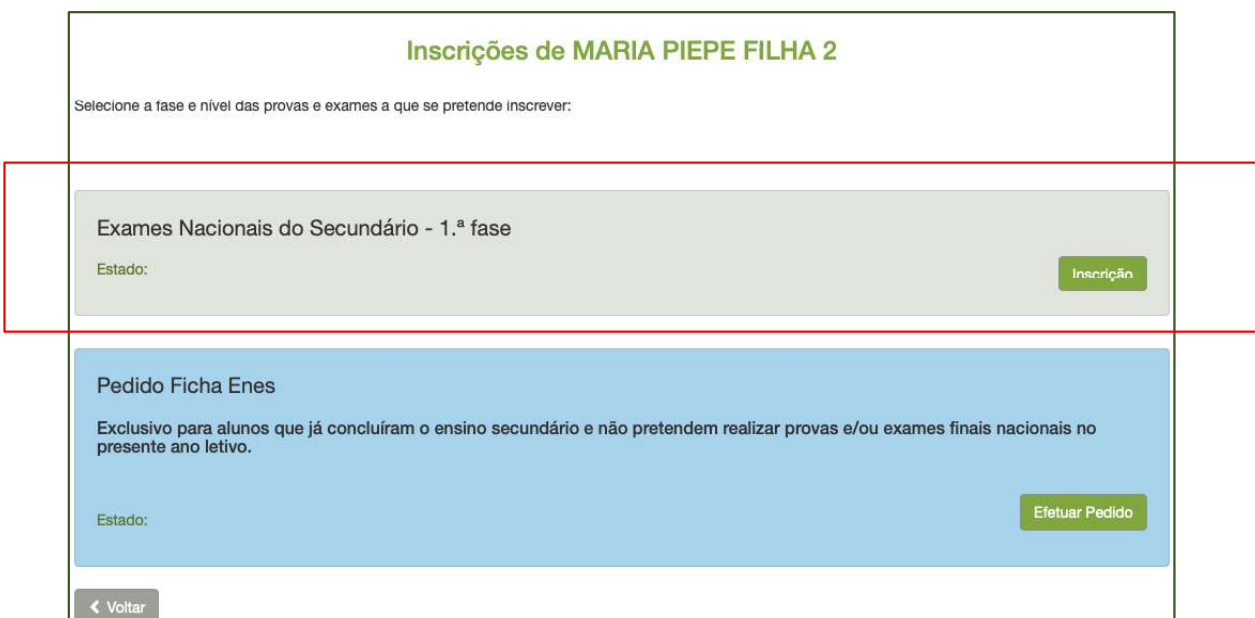 Inscrições de MARIA PIEPE FILHA 2
Selecione a fase e nível das provas e exames a que se pretende inscrever:
Exames Nacionais do Secundário - 1.ª fase
Estado:
Inscrição
Pedido Ficha Enes
Exclusivo para alunos que já concluíram o ensino secundário e não pretendem realizar provas e/ou exames finais nacionais no
presente ano letivo.
Efetuar Pedido
Estado:
Voltar